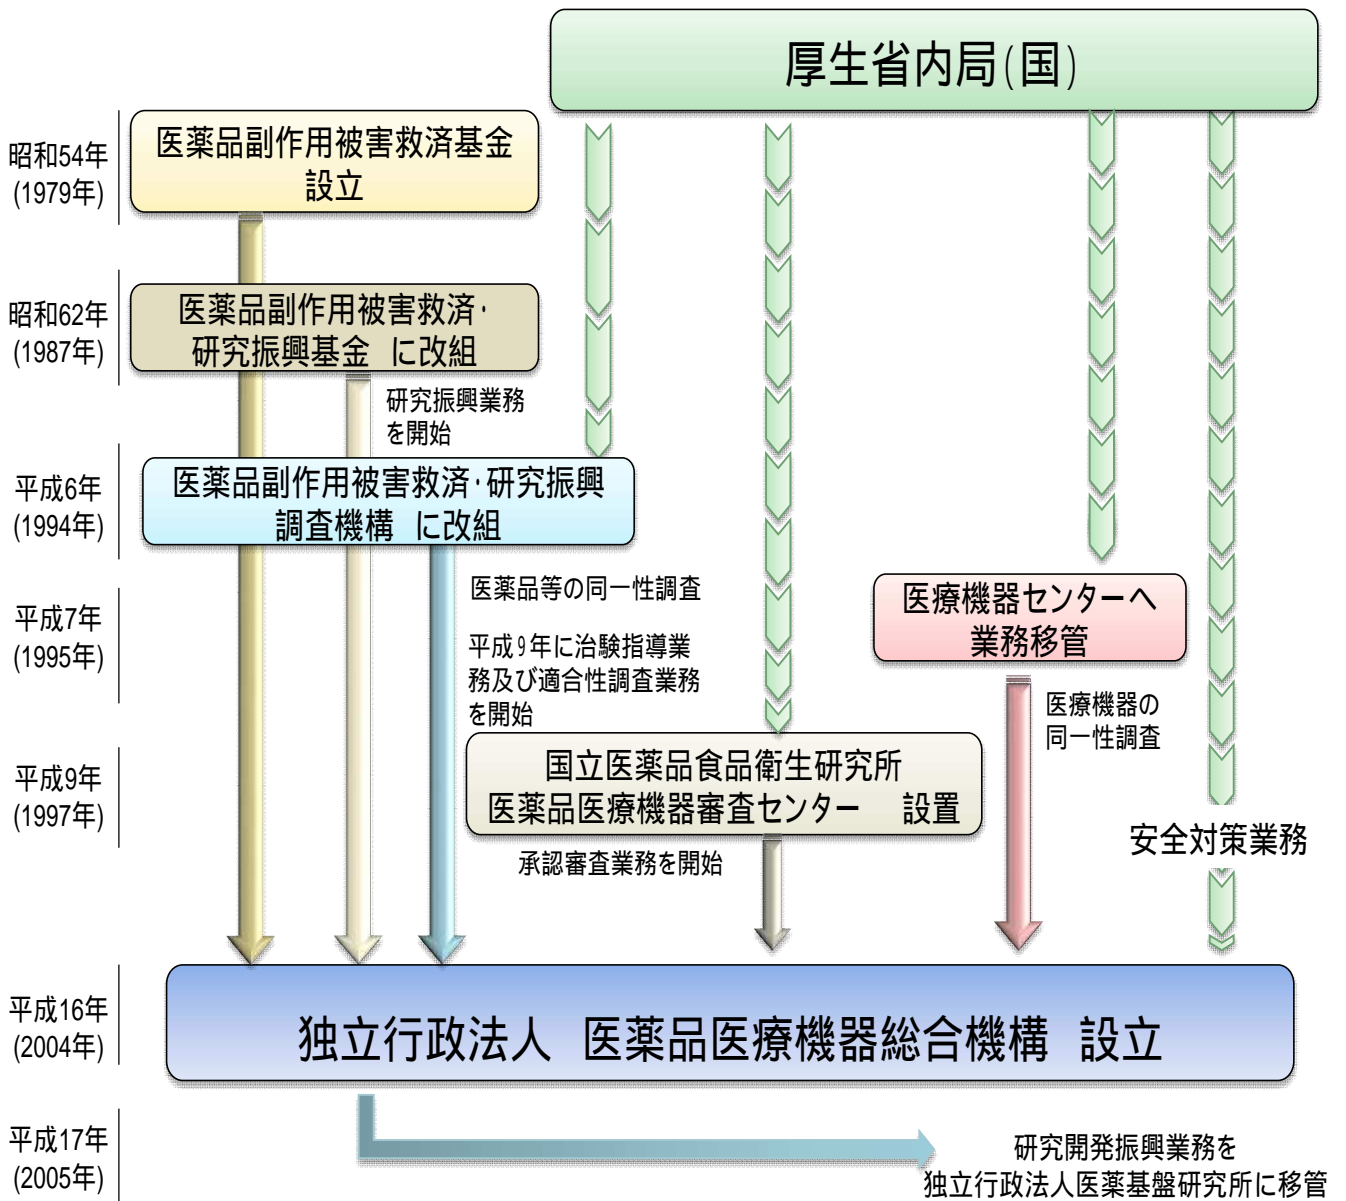 厚生省内局(国)
昭和54年
(1979年)
医薬品副作用被害救済基金
設立
昭和62年
(1987年)
医薬品副作用被害救済・
研究振興基金 に改組
研究振興業務
を開始
平成6年
(1994年)
医薬品副作用被害救済・研究振興
調査機構 に改組
医薬品等の同一性調査
平成9年に治験指導業
務及び適合性調査業務
を開始
平成7年
(1995年)
医療機器センターへ
業務移管
医療機器の
同一性調査
平成9年
(1997年)
国立医薬品食品衛生研究所
医薬品医療機器審査センター 設置
承認審査業務を開始
安全対策業務
平成16年
(2004年)
独立行政法人 医薬品医療機器総合機構 設立
平成17年
(2005年)
研究開発振興業務を
独立行政法人医薬基盤研究所に移管